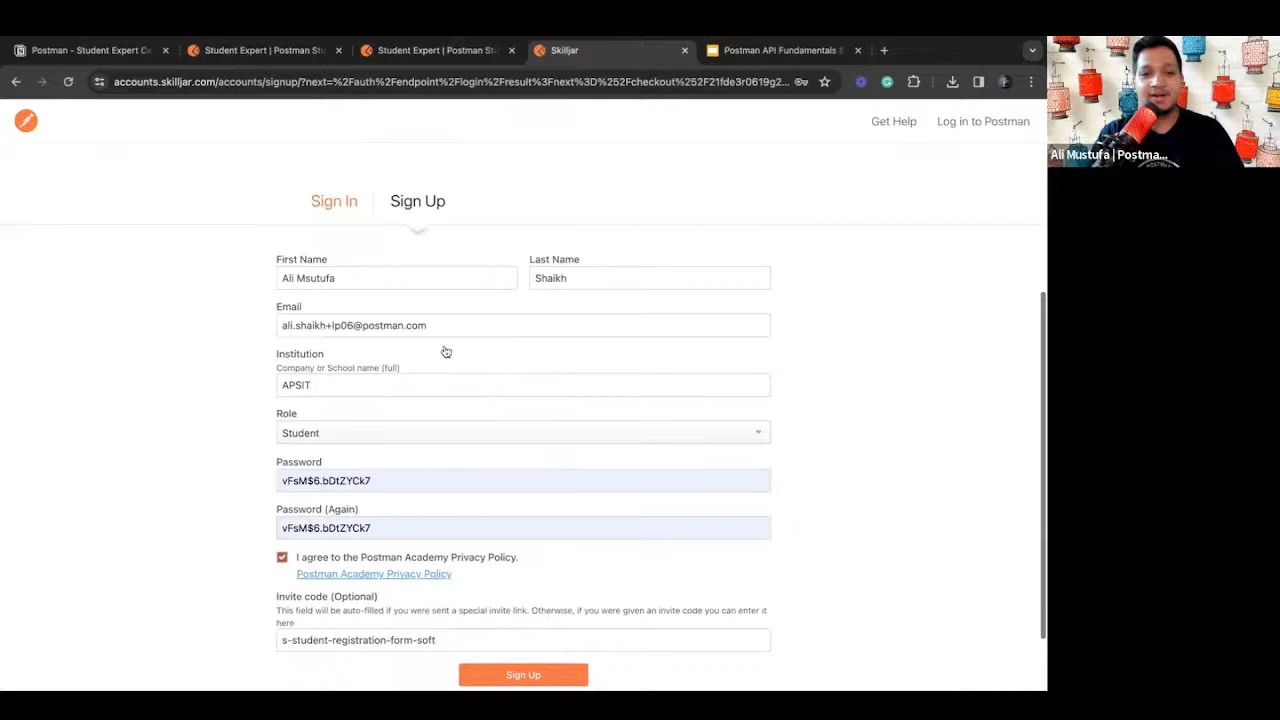 Postman - Student Expert Ce
Student Expert | Postman Stu
Student Expert | Postman Stu
Skilljar
Postman API Fundamentals S
accounts.skilljar.com/accounts/signup/?next=%2Fauth%2Fendpoint%2Flogin%2Fresult%3Fnext%3D%252Fcheckout%252F21fde3r0619g2...
Get Help
Log in to Postman
Ali Mustufa | Postma...
Sign In
Sign Up
First Name
Last Name
Ali Msutufa
Shaikh
Email
ali.shaikh+lp06@postman.com
Institution
Company or School name (full)
APSIT
Role
Student
Password
vFsM$6.bDtZYCk7
Password (Again)
vFsM$6.bDtZYCk7
I agree to the Postman Academy Privacy Policy.
Postman Academy Privacy Policy
Invite code (Optional)
This field will be auto-filled if you were sent a special invite link. Otherwise, if you were given an invite code you can enter it
here
s-student-registration-form-soft
Sign Up